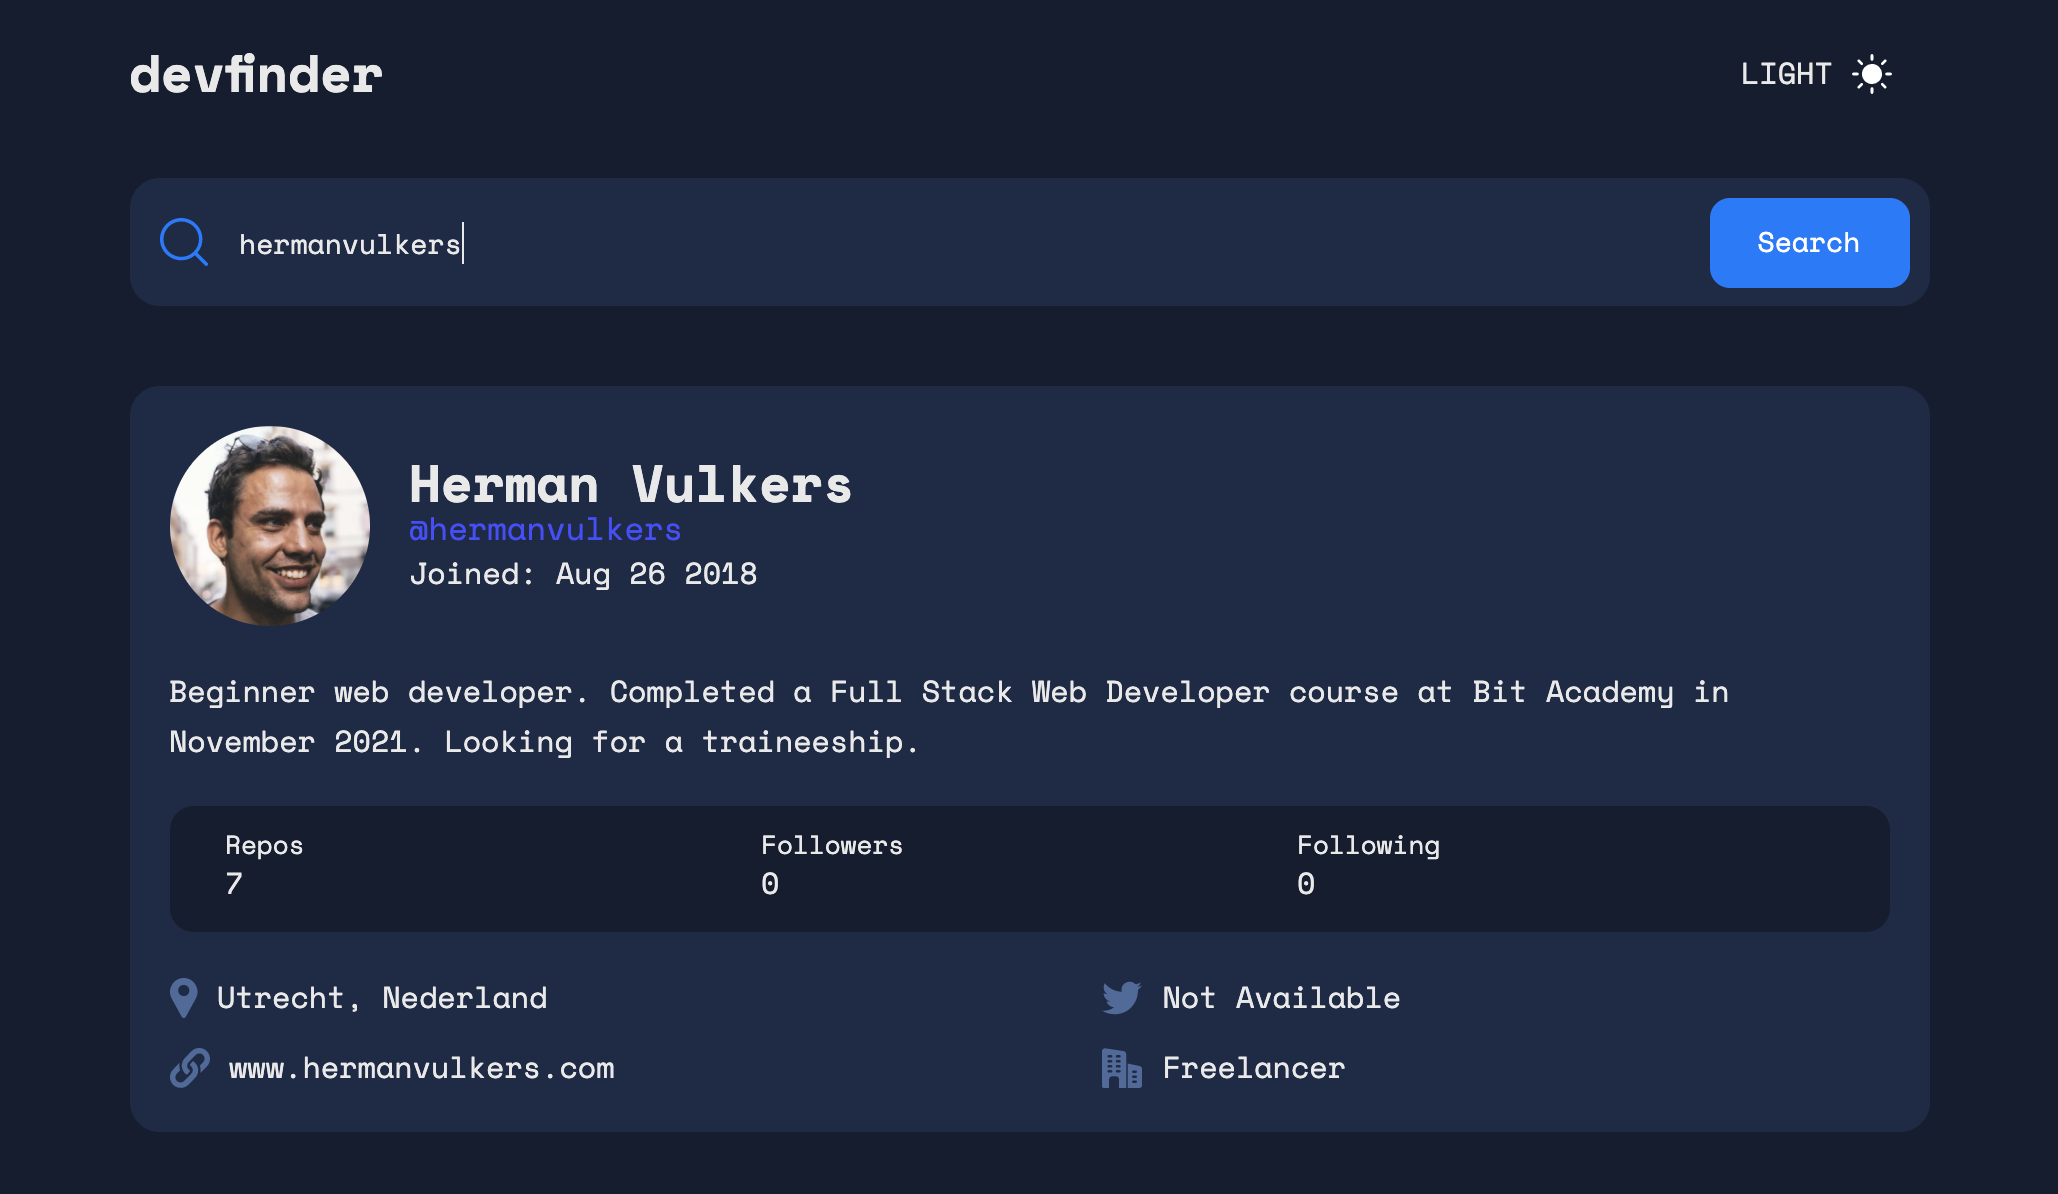 devfinder
LIGHT
hermanvulkers
Search
Herman Vulkers
@hermanvulkers
Joined: Aug 26 2018
Beginner web developer. Completed a Full Stack Web Developer course at Bit Academy in
November 2021. Looking for a traineeship.
Repos
7
Followers
0
Following
0
Utrecht, Nederland
Not Available
www.hermanvulkers.com
Freelancer